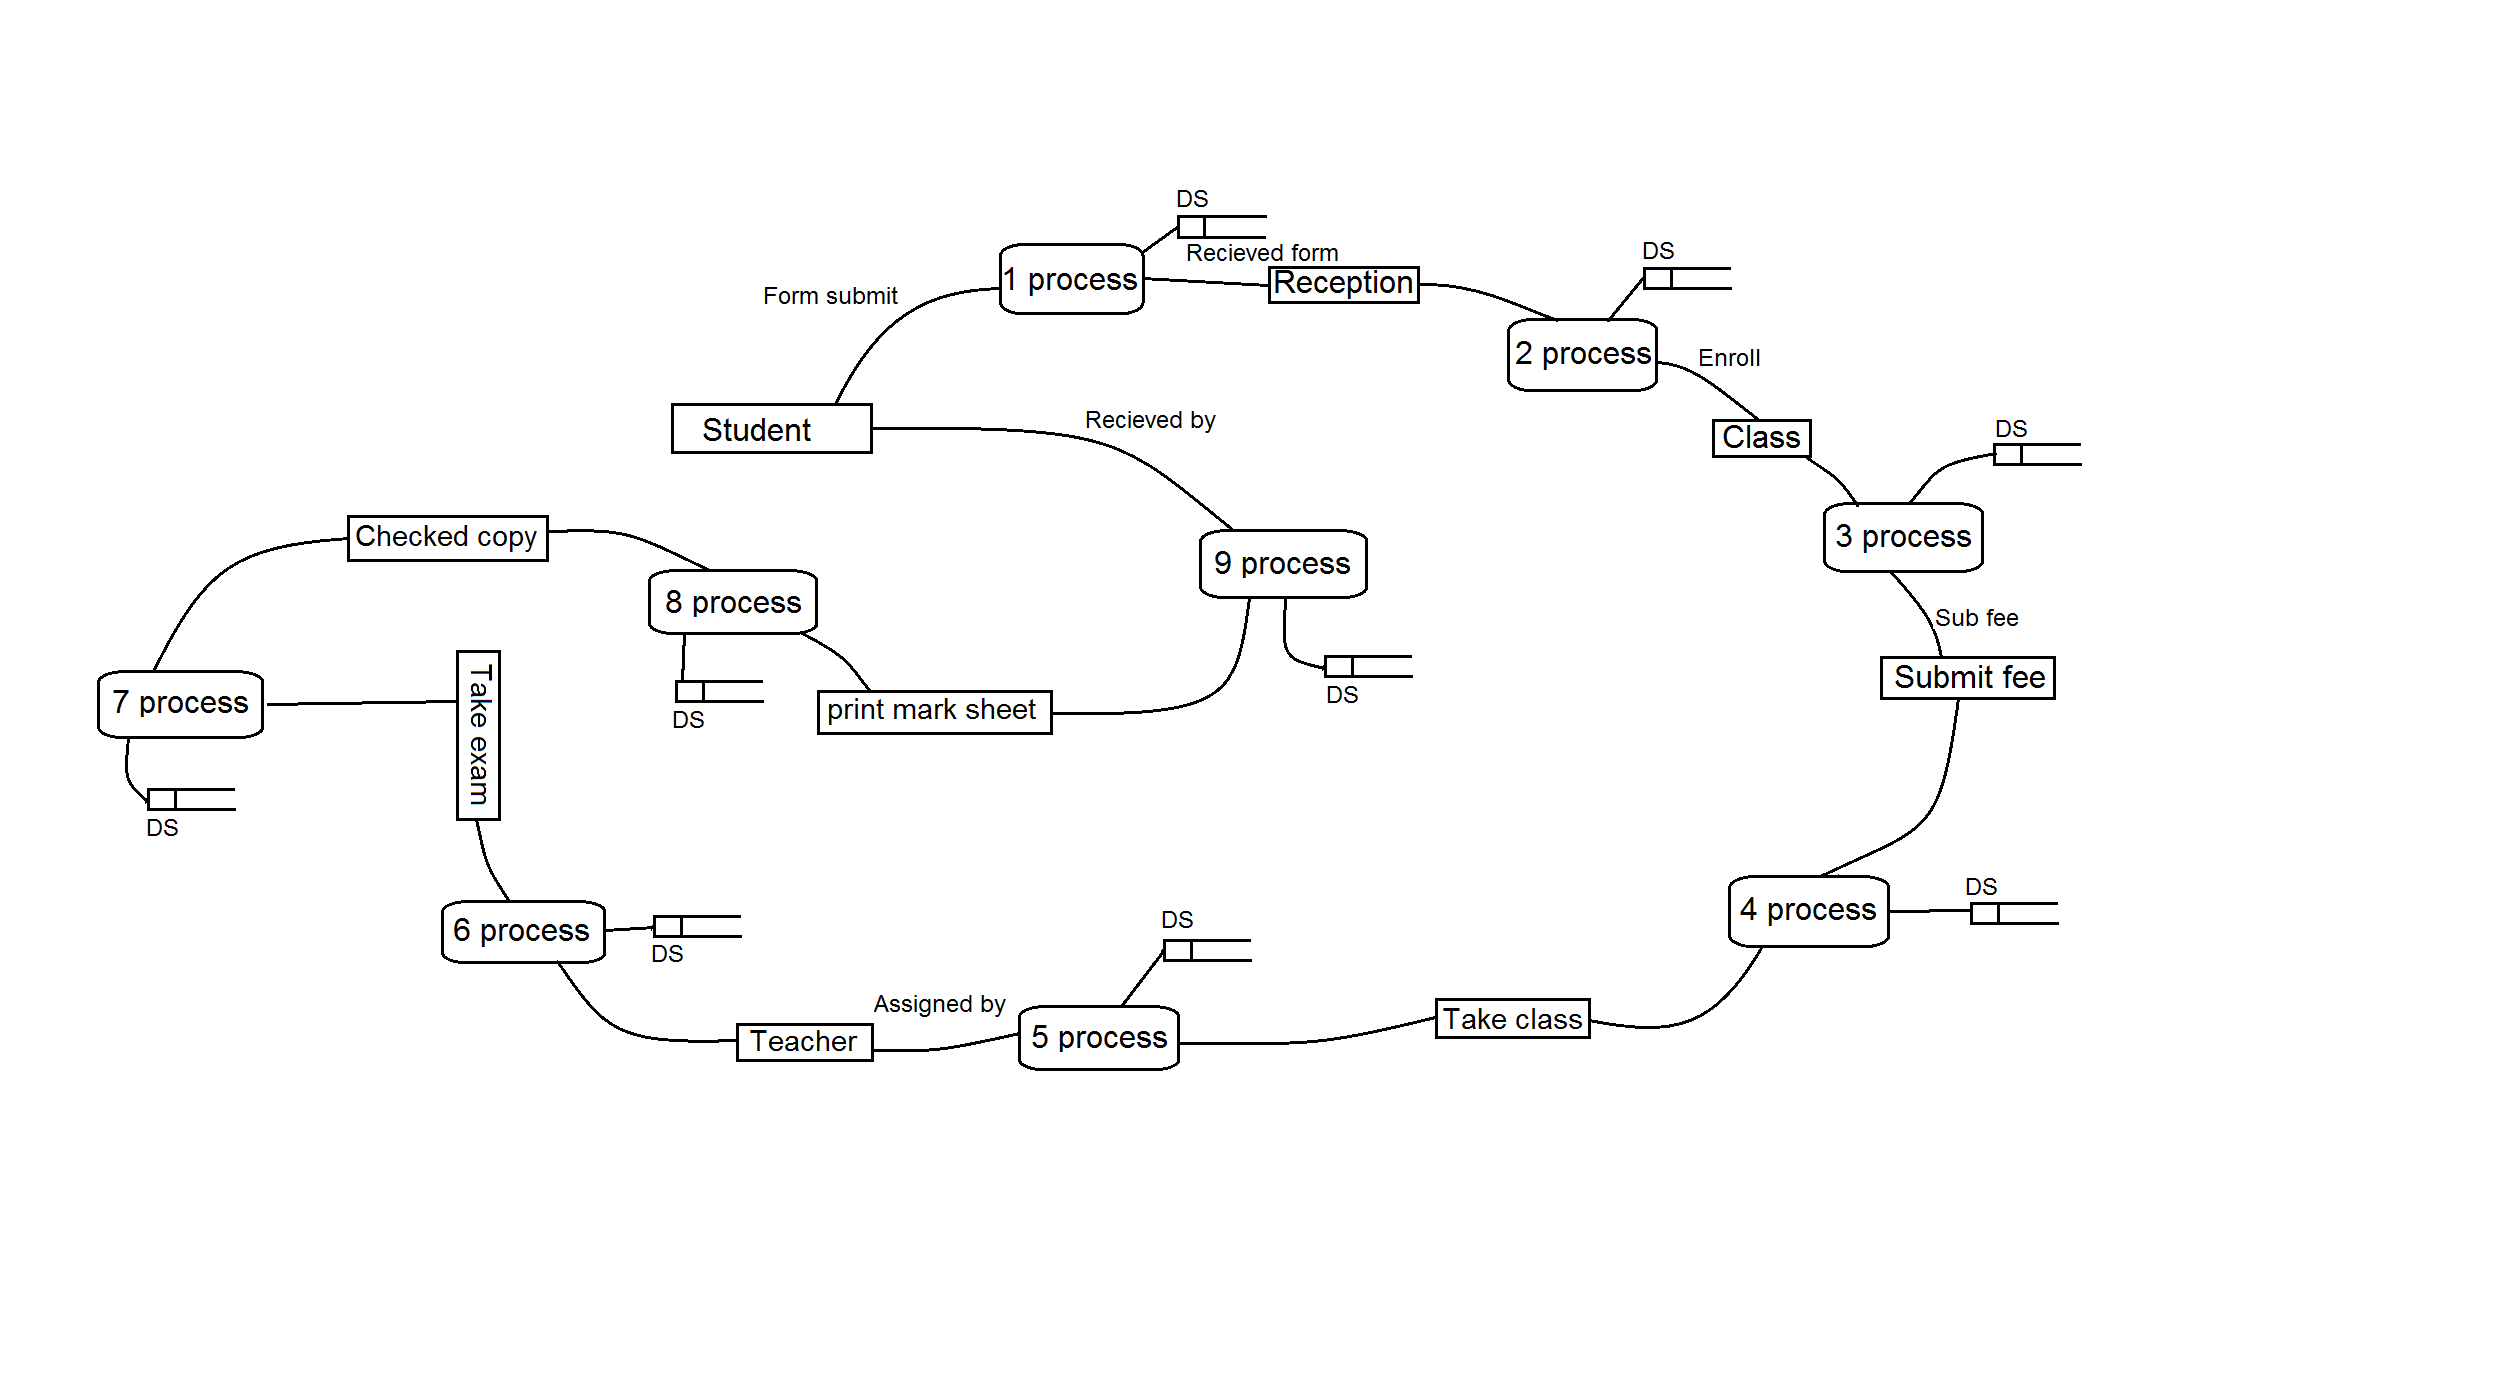 DS
Recieved form
1 process
Reception
Form submit
DS
2 process
Enroll
Student
Recieved by
Class
DS
3 process
Checked copy
8 process
9 process
Sub fee
Submit fee
7 process
Take exam
DS
print mark sheet
DS
DS
6 process
DS
DS
4 process
DS
Assigned by
Teacher
5 process
Take class